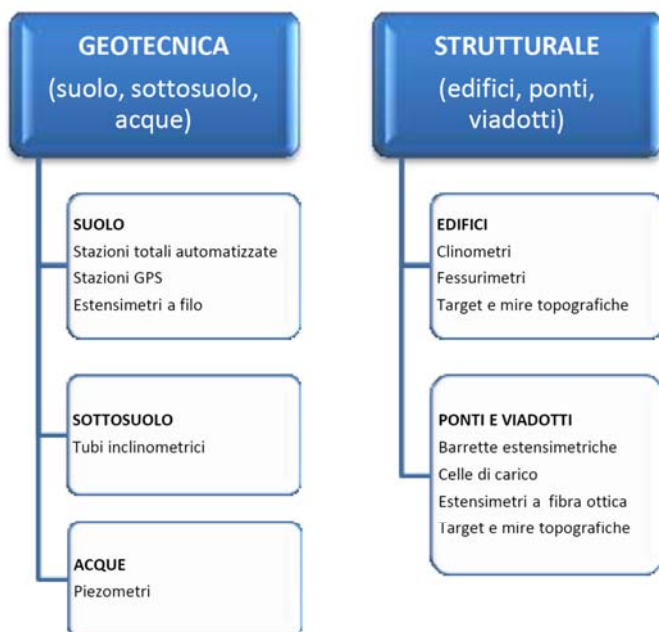 GEOTECNICA
(suolo, sottosuolo,
acque)
SUOLO
Stazioni totali automatizzate
Stazioni GPS
Estensimetri a filo
SOTTOSUOLO
Tubi inclinometrici
ACQUE
Piezometri
STRUTTURALE
(edifici, ponti,
viadotti)
EDIFICI
Clinometri
Fessurimetri
Target e mire topografiche
PONTI E VIADOTTI
Barrette estensimetriche
Celle di carico
Estensimetri a fibra ottica
Target e mire topografiche